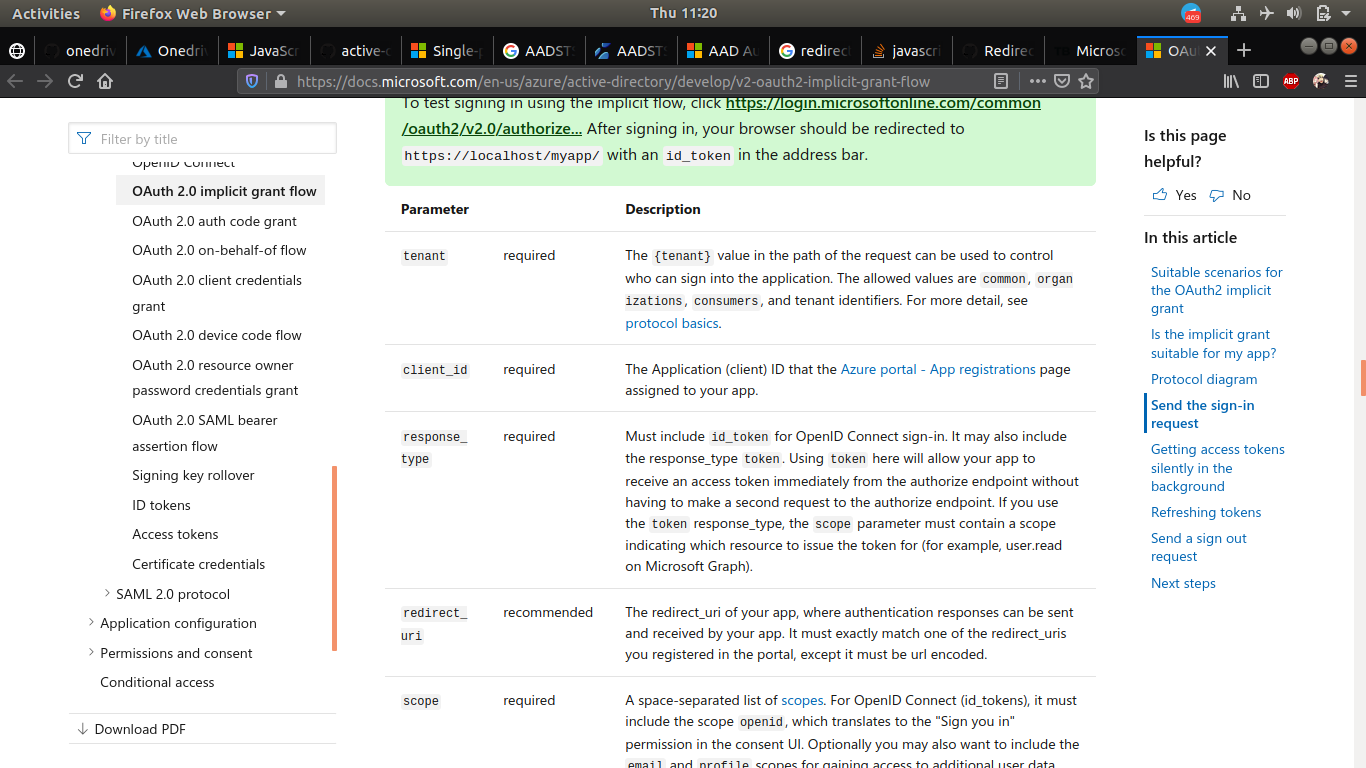 Activities
Firefox Web Browser
Thu 11:20
469
onedriv
Onedri
JavaScr
active-d
Single-p
AADSTS
AADSTS
AAD Au
redirect
javascri
Redirec
Microso
OAu
https://docs.microsoft.com/en-us/azure/active-directory/develop/v2-oauth2-implicit-grant-flow
ABP
Filter by title
OpenID Connect
OAuth 2.0 implicit grant flow
OAuth 2.0 auth code grant
OAuth 2.0 on-behalf-of flow
OAuth 2.0 client credentials
grant
OAuth 2.0 device code flow
OAuth 2.0 resource owner
password credentials grant
OAuth 2.0 SAML bearer
assertion flow
Signing key rollover
ID tokens
Access tokens
Certificate credentials
SAML 2.0 protocol
Application configuration
Permissions and consent
Conditional access
Download PDF
To test signing in using the implicit flow, click https://login.microsoftonline.com/common
/oauth2/v2.0/authorize... After signing in, your browser should be redirected to
https://localhost/myapp/ with an id_token in the address bar.
Parameter Description
tenant required The {tenant} value in the path of the request can be used to control
who can sign into the application. The allowed values are common, organ
izations, consumers, and tenant identifiers. For more detail, see
protocol basics.
client_id required The Application (client) ID that the Azure portal - App registrations page
assigned to your app.
response_ required Must include id_token for OpenID Connect sign-in. It may also include
type the response_type token. Using token here will allow your app to
receive an access token immediately from the authorize endpoint without
having to make a second request to the authorize endpoint. If you use
the token response_type, the scope parameter must contain a scope
indicating which resource to issue the token for (for example, user.read
on Microsoft Graph).
redirect_ recommended The redirect_uri of your app, where authentication responses can be sent
uri and received by your app. It must exactly match one of the redirect_uris
you registered in the portal, except it must be url encoded.
scope required A space-separated list of scopes. For OpenID Connect (id_tokens), it must
include the scope openid, which translates to the "Sign you in"
permission in the consent UI. Optionally you may also want to include the
email and profile scopes for gaining access to additional user data.
Is this page
helpful?
Yes No
In this article
Suitable scenarios for
the OAuth2 implicit
grant
Is the implicit grant
suitable for my app?
Protocol diagram
Send the sign-in
request
Getting access tokens
silently in the
background
Refreshing tokens
Send a sign out
request
Next steps